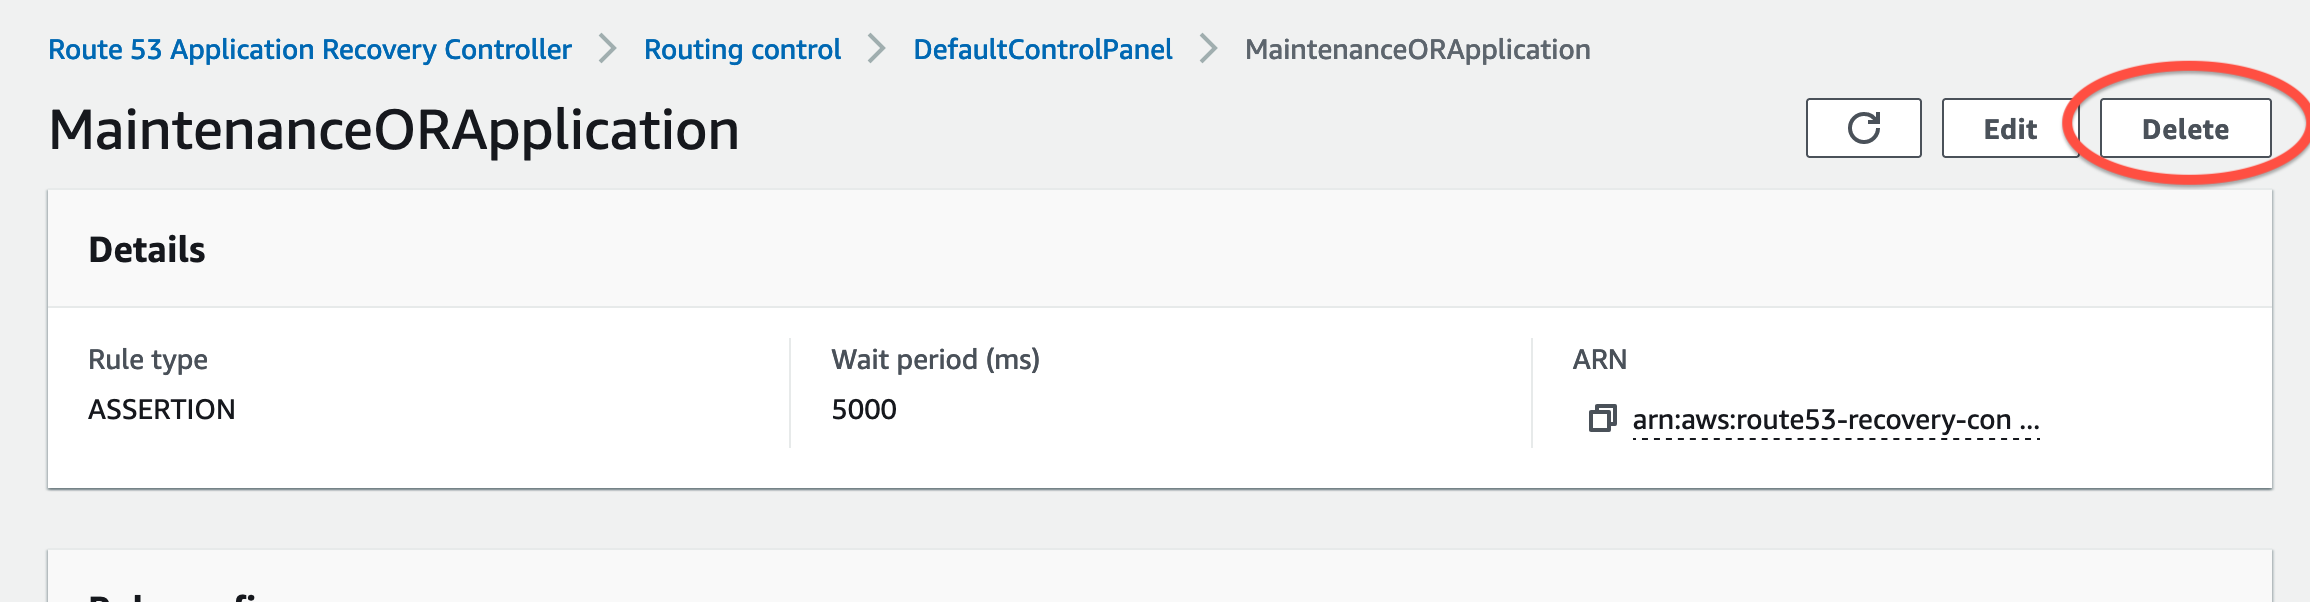 Route 53 Application Recovery Controller > Routing control > DefaultControlPanel > MaintenanceORApplication
MaintenanceORApplication
Edit
Delete
Details
Rule type
Wait period (ms)
ARN
ASSERTION
5000
arn:aws:route53-recovery-con ...